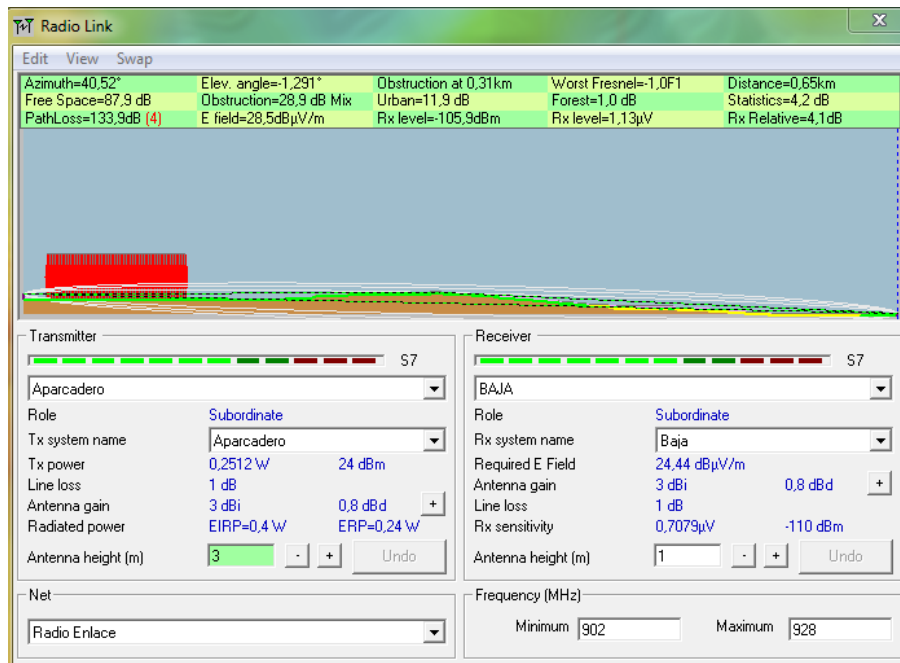 Radio Link
Edit View Swap
Azimuth=40,52° Elev. angle=-1,291° Obstruction at 0,31km Worst Fresnel=-1,0F1 Distance=0,65km
Free Space=87,9 dB Obstruction=28,9 dB Mix Urban=11,9 dB Forest=1,0 dB Statistics=4,2 dB
PathLoss=133,9dB (4) E field=28,5dBµV/m Rx level=-105,9dBm Rx level=1,13µV Rx Relative=4,1dB
Transmitter
S7
Aparcadero
Role Subordinate
Tx system name Aparcadero
Tx power 0,2512 W 24 dBm
Line loss 1 dB
Antenna gain 3 dBi 0,8 dBd +
Radiated power EIRP=0,4 W ERP=0,24 W
Antenna height (m) 3 - + Undo
Receiver
S7
BAJA
Role Subordinate
Rx system name Baja
Required E Field 24,44 dBµV/m
Antenna gain 3 dBi 0,8 dBd +
Line loss 1 dB
Rx sensitivity 0,7079µV -110 dBm
Antenna height (m) 1 - + Undo
Net
Radio Enlace
Frequency (MHz)
Minimum 902 Maximum 928